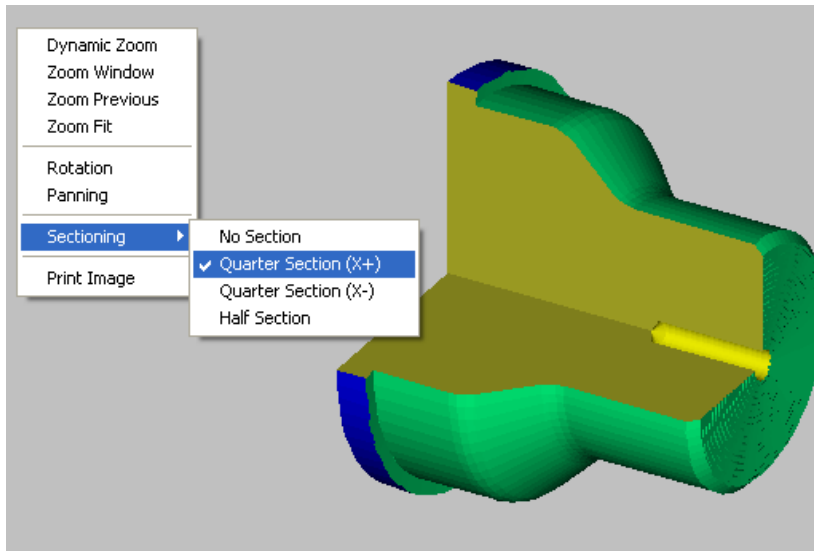 Dynamic Zoom
Zoom Window
Zoom Previous
Zoom Fit
Rotation
Panning
Sectioning
Print Image
No Section
Quarter Section (X+)
Quarter Section (X-)
Half Section